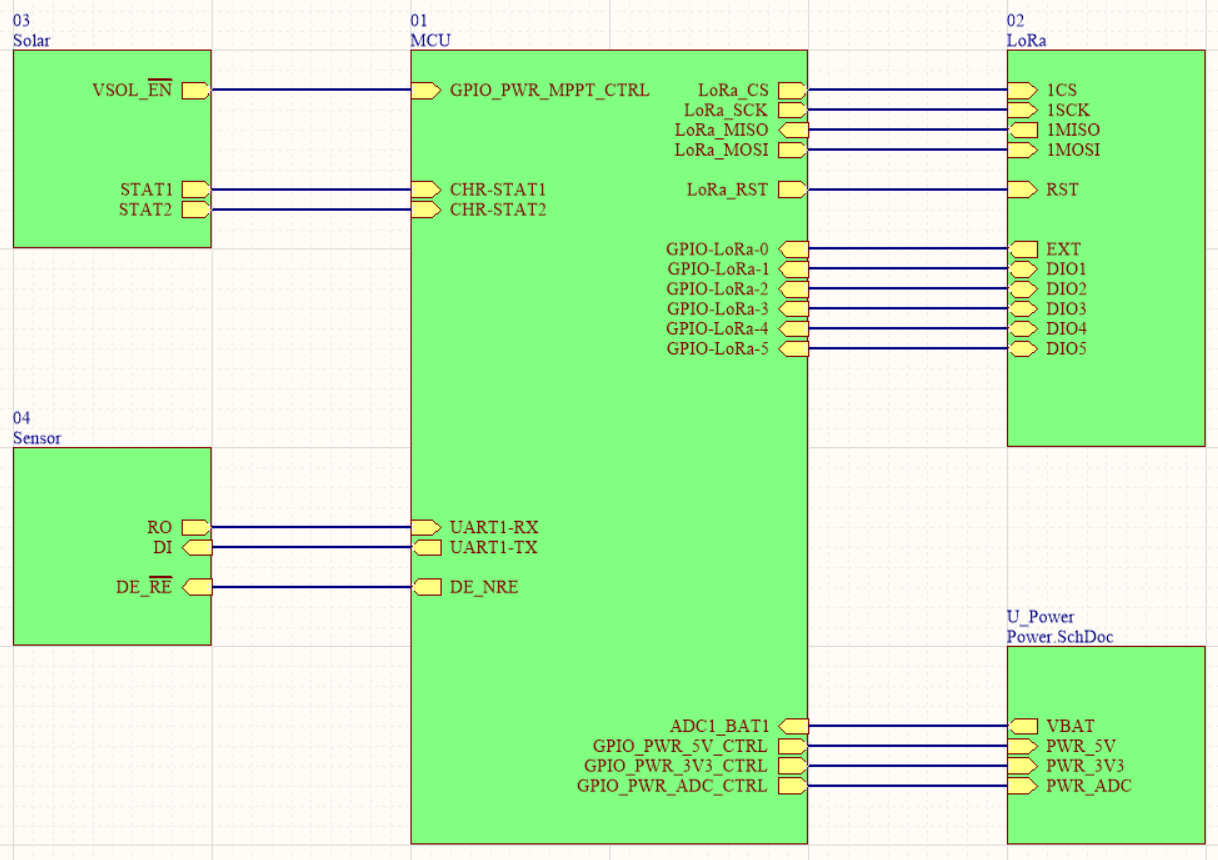 03
Solar
VSOL_EN
STAT1
STAT2
01
MCU
GPIO_PWR_MPPT_CTRL
CHR-STAT1
CHR-STAT2
LoRa_CS
LoRa_SCK
LoRa_MISO
LoRa_MOSI
LoRa_RST
GPIO-LoRa-0
GPIO-LoRa-1
GPIO-LoRa-2
GPIO-LoRa-3
GPIO-LoRa-4
GPIO-LoRa-5
02
LoRa
1CS
1SCK
1MISO
1MOSI
RST
EXT
DIO1
DIO2
DIO3
DIO4
DIO5
04
Sensor
RO
DI
DE_RE
UART1-RX
UART1-TX
DE_NRE
ADC1_BAT1
GPIO_PWR_5V_CTRL
GPIO_PWR_3V3_CTRL
GPIO_PWR_ADC_CTRL
U_Power
Power.SchDoc
VBAT
PWR_5V
PWR_3V3
PWR_ADC